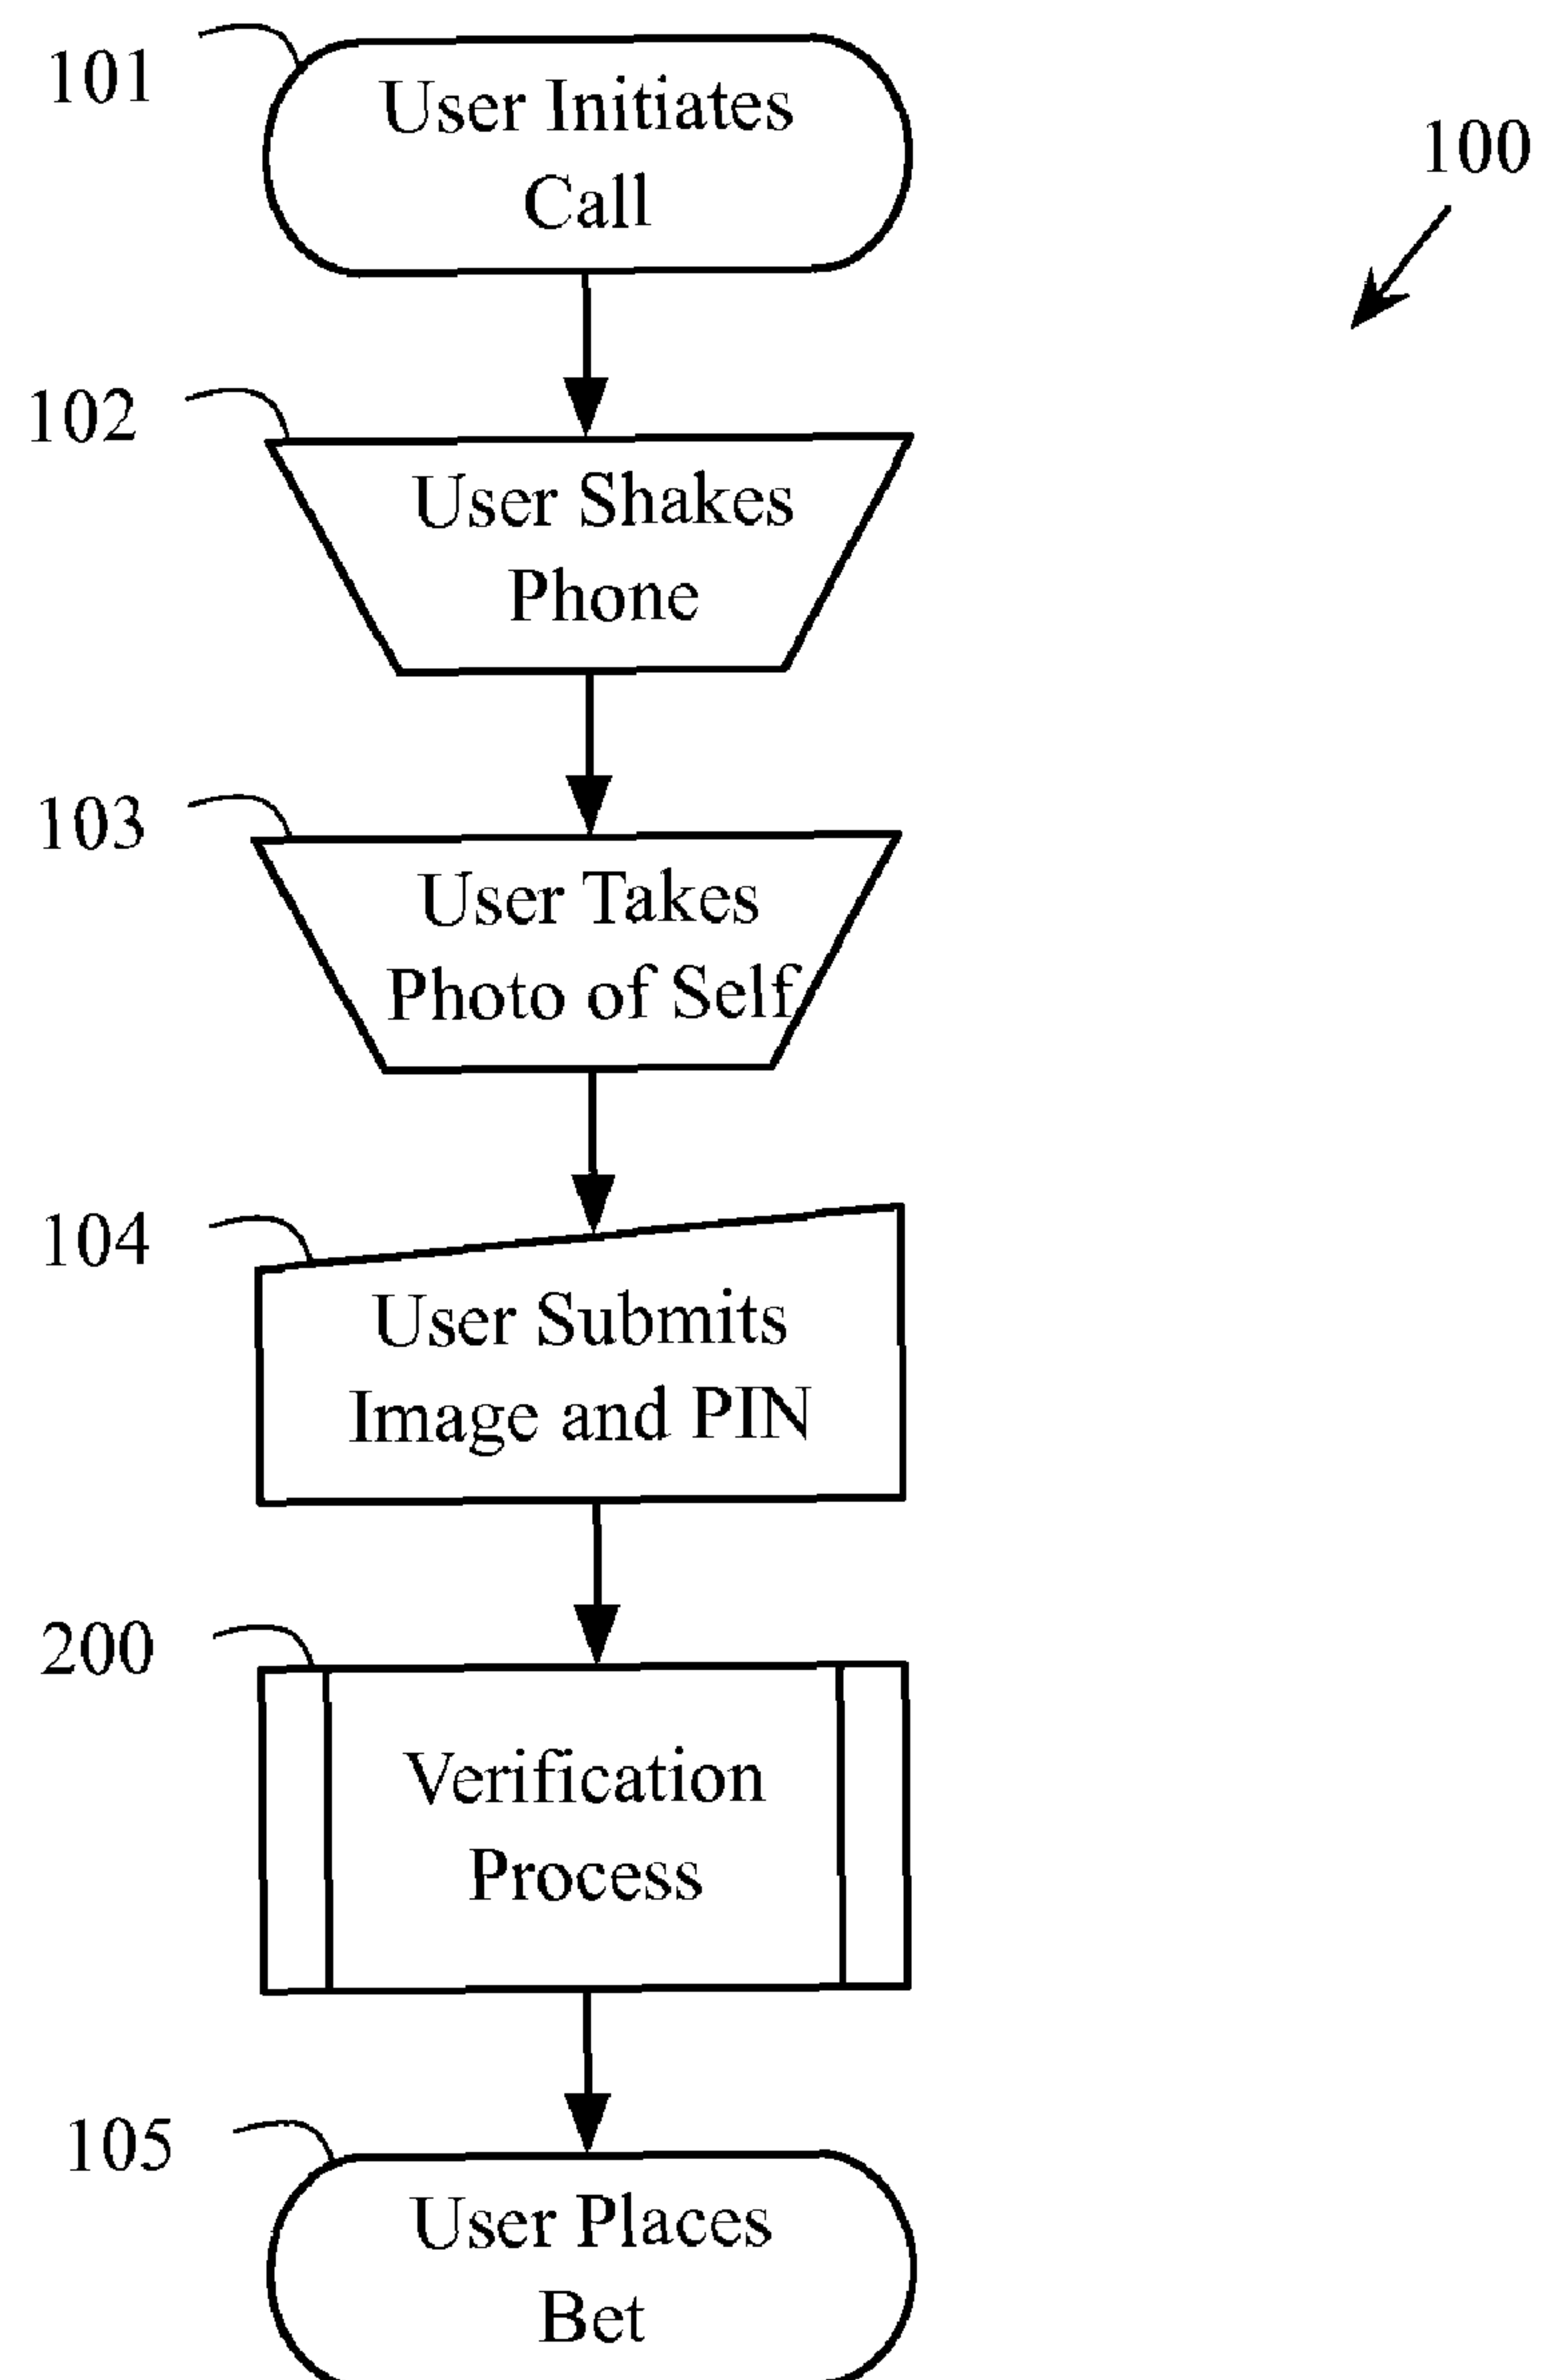 101
User Initiates
Call
100
102
User Shakes
Phone
103
User Takes
Photo of Self
104
User Submits
Image and PIN
200
Verification
Process
105
User Places
Bet